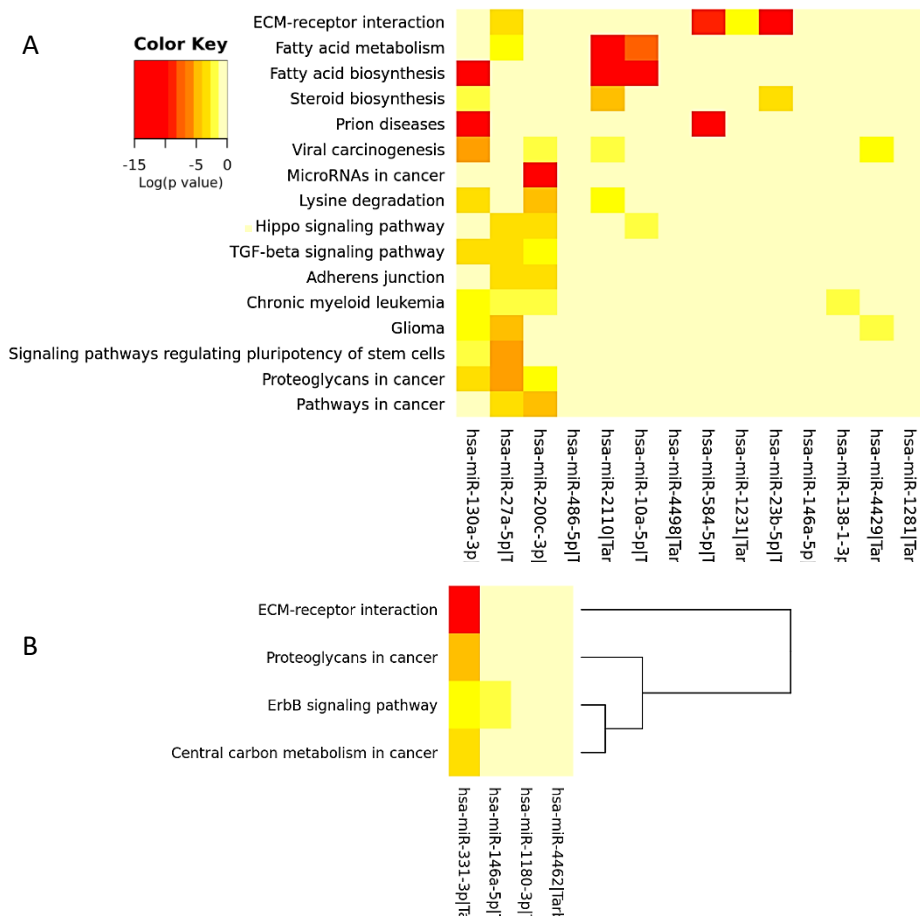 A
Color Key
-15 -5 0
Log(p value)
ECM-receptor interaction
Fatty acid metabolism
Fatty acid biosynthesis
Steroid biosynthesis
Prion diseases
Viral carcinogenesis
MicroRNAs in cancer
Lysine degradation
Hippo signaling pathway
TGF-beta signaling pathway
Adherens junction
Chronic myeloid leukemia
Glioma
Signaling pathways regulating pluripotency of stem cells
Proteoglycans in cancer
Pathways in cancer
hsa-miR-130a-3p|
hsa-miR-27a-5p|T
hsa-miR-200c-3p|
hsa-miR-486-5p|T
hsa-miR-2110|Tar
hsa-miR-10a-5p|T
hsa-miR-4498|Tar
hsa-miR-584-5p|T
hsa-miR-1231|Tar
hsa-miR-23b-5p|T
hsa-miR-146a-5p|
hsa-miR-138-1-3p
hsa-miR-4429|Tar
hsa-miR-1281|Tar
B
ECM-receptor interaction
Proteoglycans in cancer
ErbB signaling pathway
Central carbon metabolism in cancer
hsa-miR-331-3p|Ta
hsa-miR-146a-5p|T
hsa-miR-1180-3p|T
hsa-miR-4462|Tarb